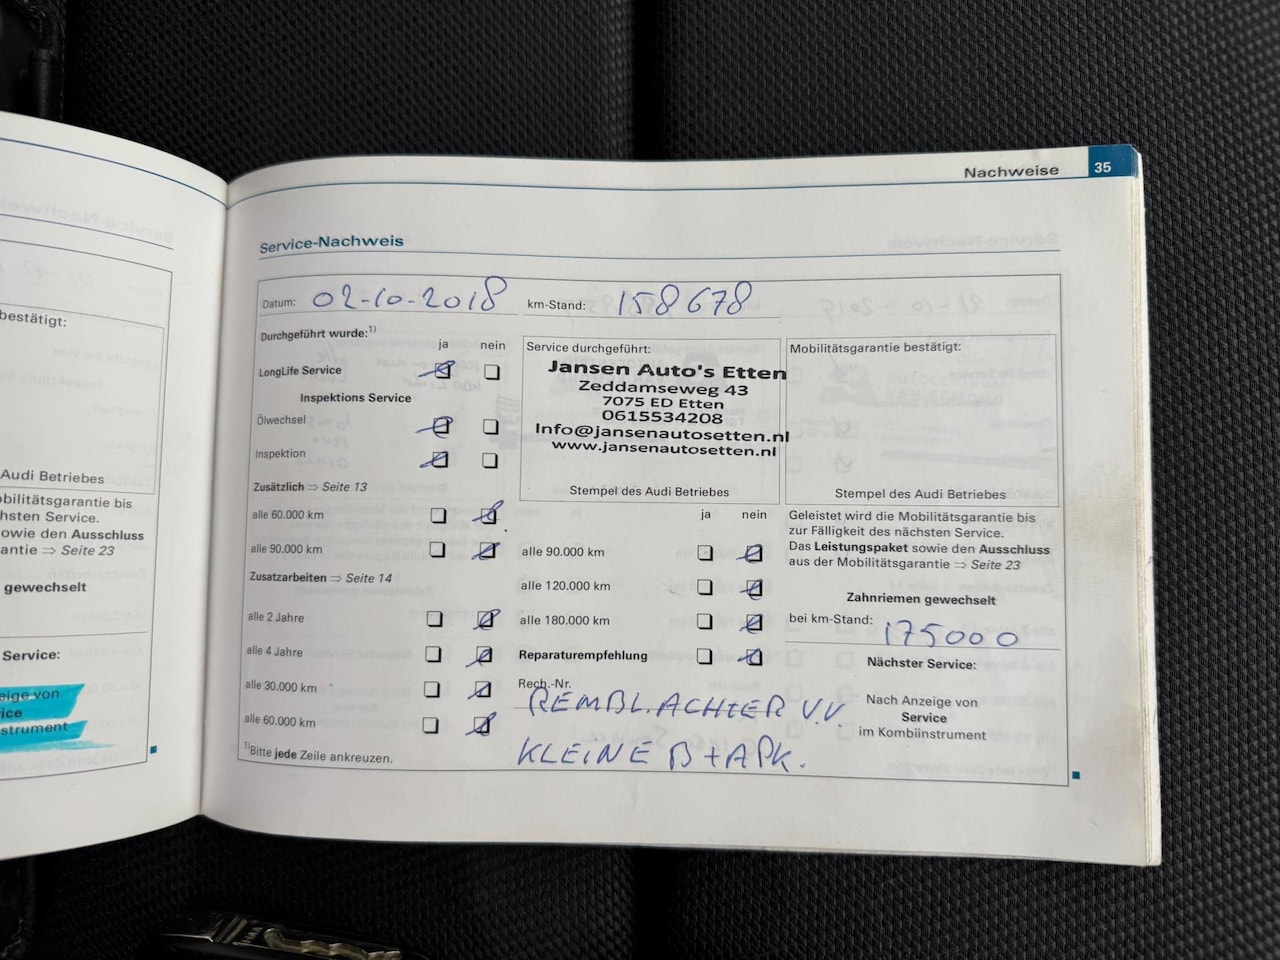 Nachweise 35
bestätigt:
Audi Betriebes
obilitätsgarantie bis
chsten Service.
owie den Ausschluss
antie ⇒ Seite 23
gewechselt
Service:
eige von
ice
strument
Service-Nachweis
Datum: 02-10-2018
km-Stand: 158678
Durchgeführt wurde:1)
ja nein
LongLife Service
Inspektions Service
Ölwechsel
Inspektion
Zusätzlich ⇒ Seite 13
alle 60.000 km
alle 90.000 km
Zusatzarbeiten ⇒ Seite 14
alle 2 Jahre
alle 4 Jahre
alle 30.000 km
alle 60.000 km
1)Bitte jede Zeile ankreuzen.
Service durchgeführt:
Jansen Auto's Etten
Zeddamseweg 43
7075 ED Etten
0615534208
Info@jansenautosetten.nl
www.jansenautosetten.nl
Stempel des Audi Betriebes
ja nein
alle 90.000 km
alle 120.000 km
alle 180.000 km
Reparaturempfehlung
Rech.-Nr.
REMBL.ACHTER V.V.
KLEINE B+APK.
Mobilitätsgarantie bestätigt:
Stempel des Audi Betriebes
Geleistet wird die Mobilitätsgarantie bis
zur Fälligkeit des nächsten Service.
Das Leistungspaket sowie den Ausschluss
aus der Mobilitätsgarantie ⇒ Seite 23
Zahnriemen gewechselt
bei km-Stand: 175000
Nächster Service:
Nach Anzeige von
Service
im Kombiinstrument